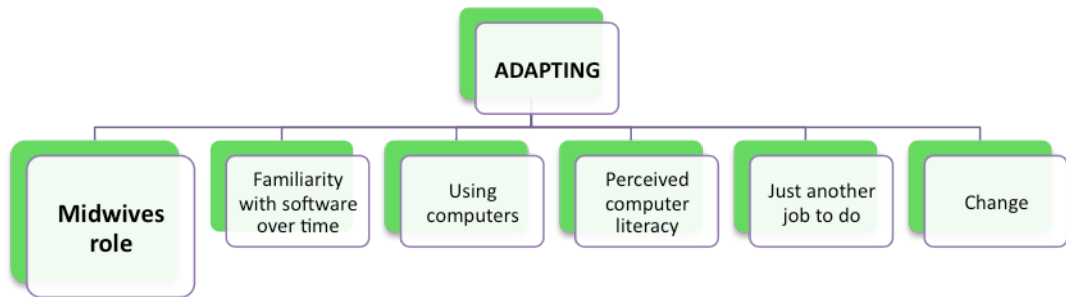 ADAPTING
Midwives
role
Familiarity
with software
over time
Using
computers
Perceived
computer
literacy
Just another
job to do
Change